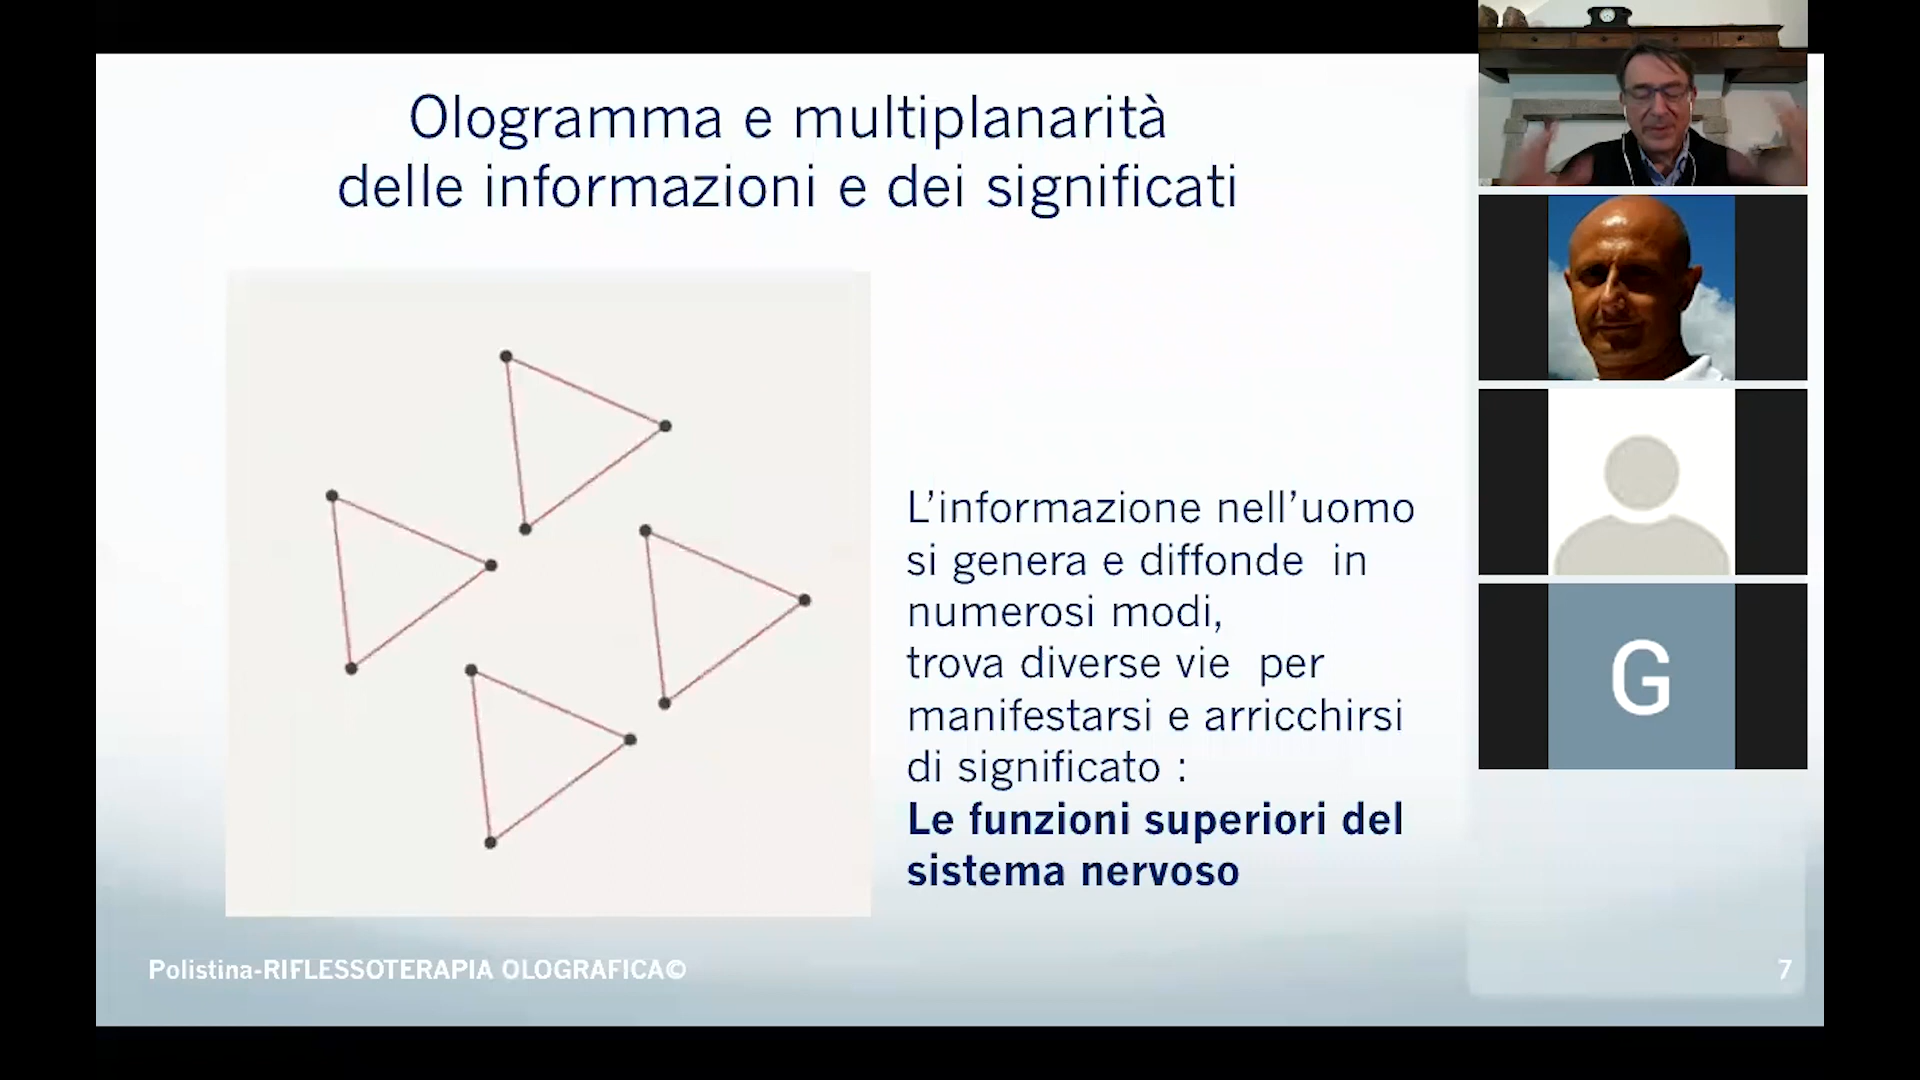 Ologramma e multiplanarità
delle informazioni e dei significati
L’informazione nell’uomo
si genera e diffonde in
numerosi modi,
trova diverse vie per
manifestarsi e arricchirsi
di significato :
Le funzioni superiori del
sistema nervoso
Polistina-RIFLESSOTERAPIA OLOGRAFICA©
7
G